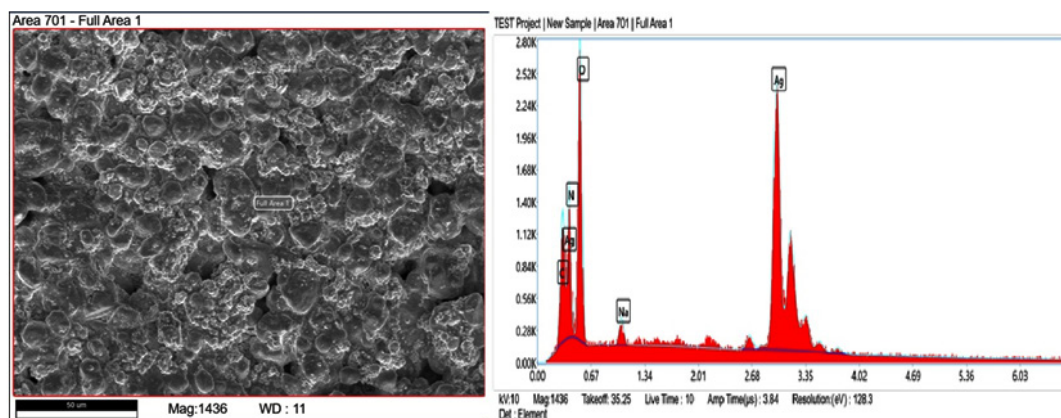 Area 701 - Full Area 1
Full Area 1
50 um
Mag:1436 WD : 11
TEST Project | New Sample | Area 701 | Full Area 1
2.80K
2.52K
2.24K
1.96K
1.68K
1.40K
1.12K
0.84K
0.56K
0.28K
0.00K
O
Ag
N
Ag
C
Na
0.00 0.67 1.34 2.01 2.68 3.35 4.02 4.69 5.36 6.03
kV:10 Mag:1436 Takeoff: 35.25 Live Time : 10 Amp Time(µs) : 3.84 Resolution:(eV) : 128.3
Det : Element